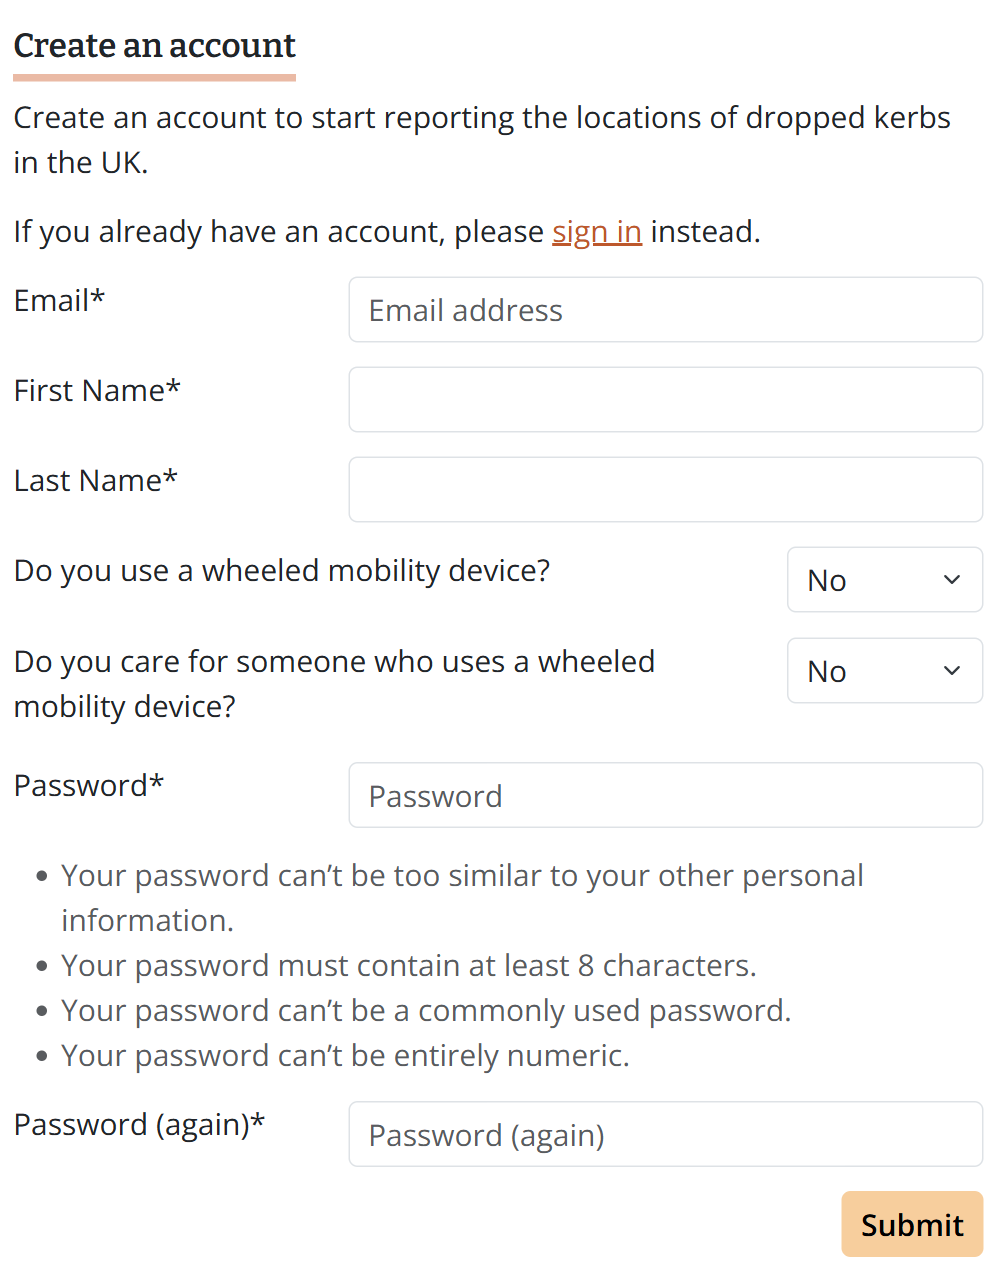 Create an account
Create an account to start reporting the locations of dropped kerbs
in the UK.
If you already have an account, please sign in instead.
Email*
Email address
First Name*
Last Name*
Do you use a wheeled mobility device?
No
Do you care for someone who uses a wheeled
mobility device?
No
Password*
Password
• Your password can’t be too similar to your other personal
information.
• Your password must contain at least 8 characters.
• Your password can’t be a commonly used password.
• Your password can’t be entirely numeric.
Password (again)*
Password (again)
Submit